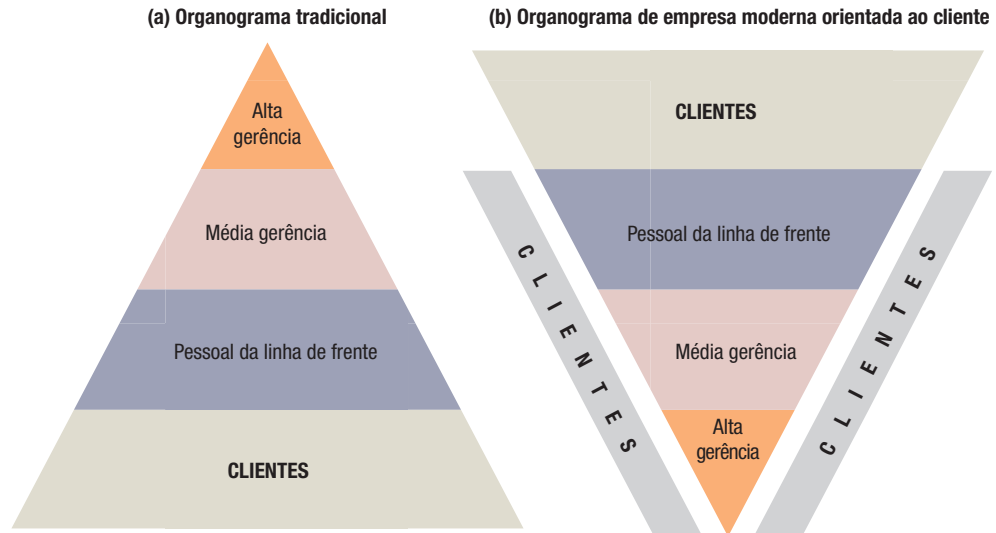 (a) Organograma tradicional
Alta
gerência
Média gerência
Pessoal da linha de frente
CLIENTES
(b) Organograma de empresa moderna orientada ao cliente
CLIENTES
Pessoal da linha de frente
Média gerência
Alta
gerência
CLIENTES
CLIENTES